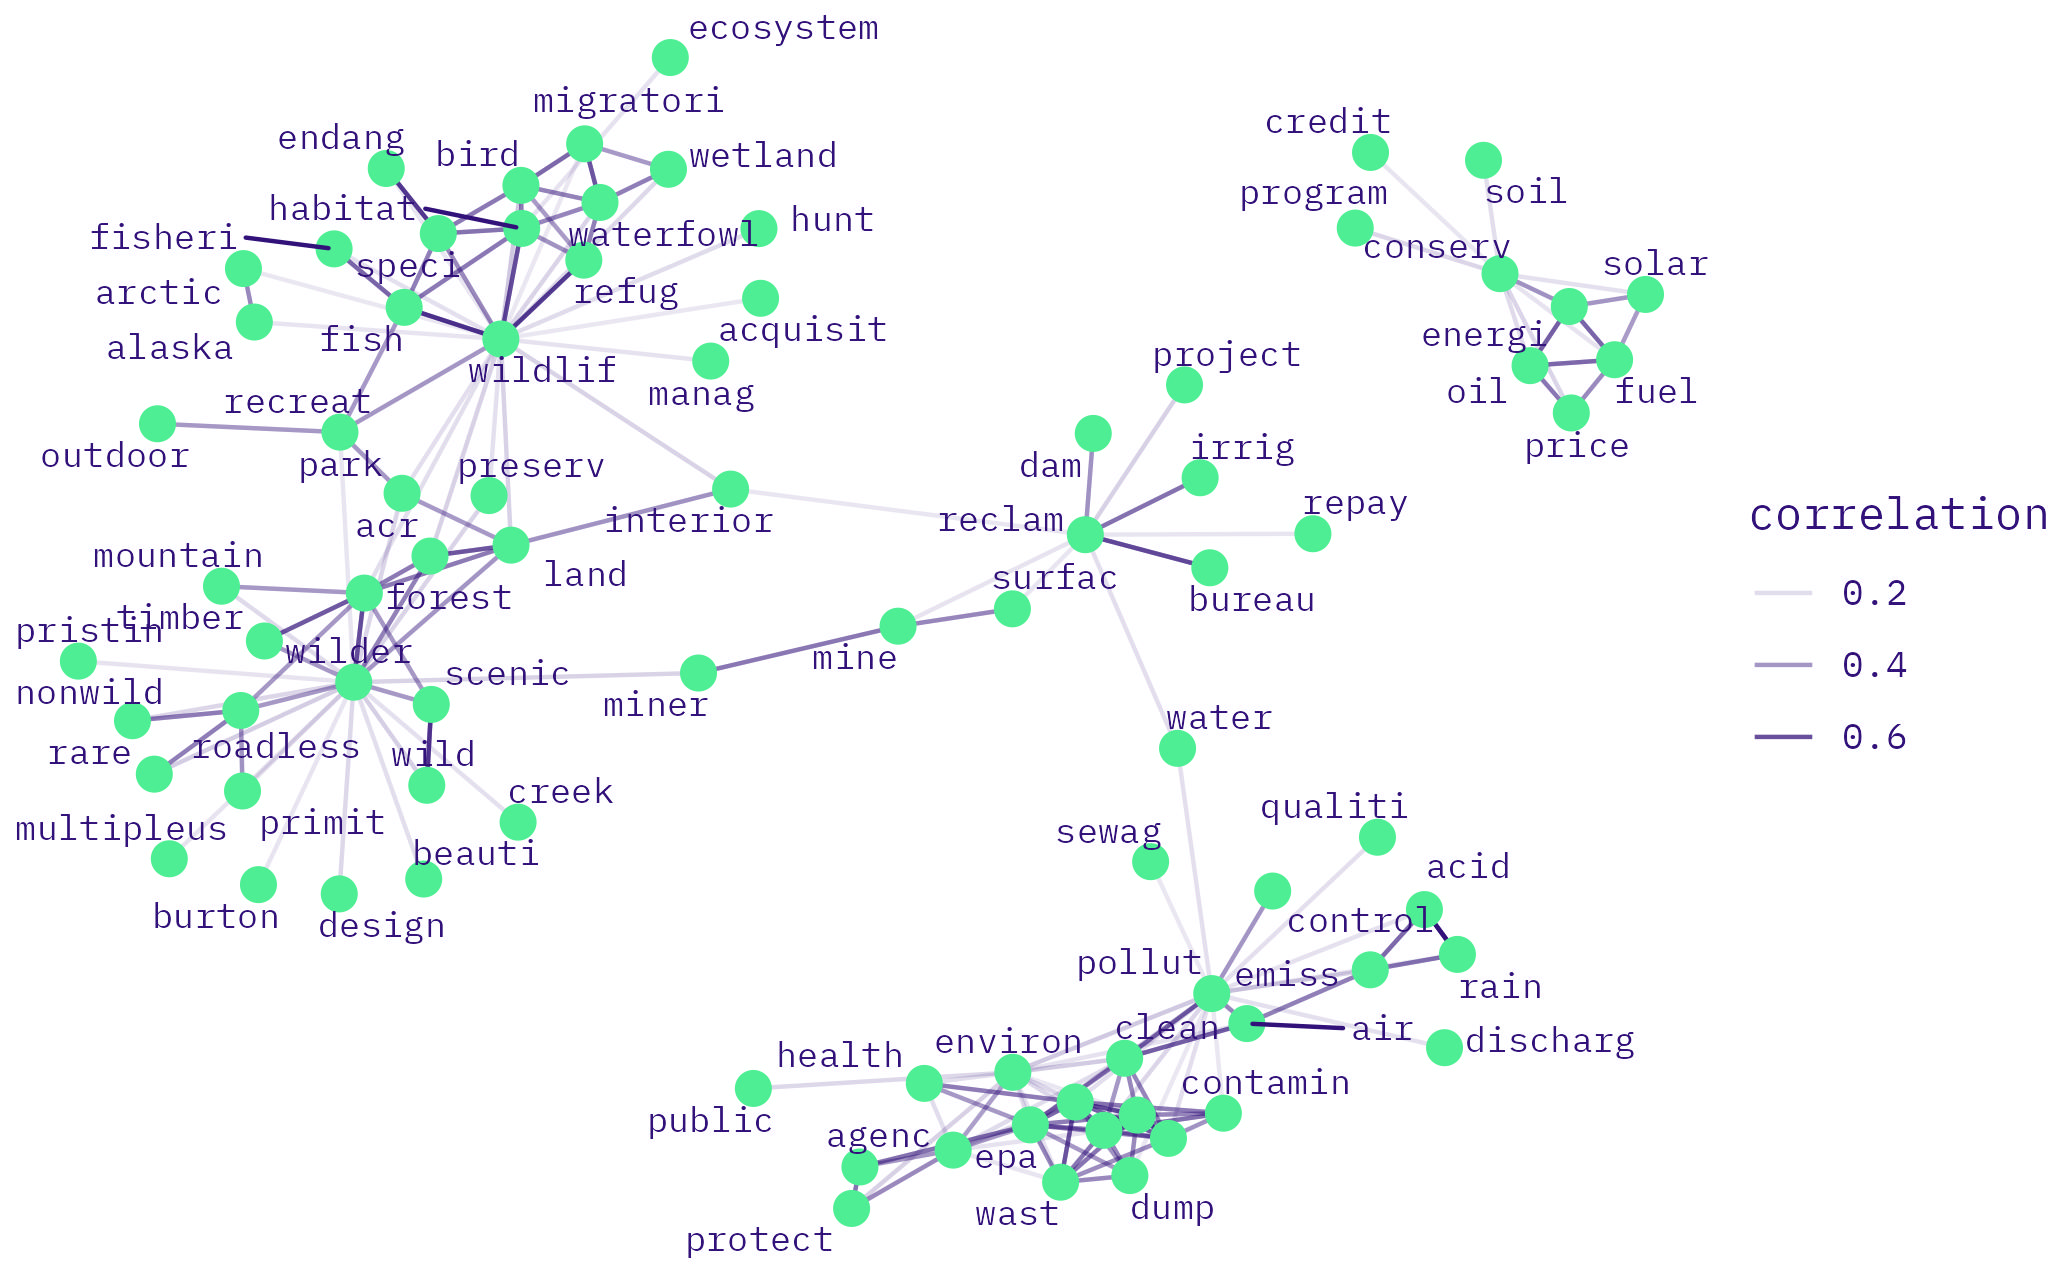 ecosystem
migratori
endang
bird
wetland
habitat
hunt
fisheri
waterfowl
speci
arctic
refug
alaska
fish
acquisit
wildlif
manag
recreat
outdoor
park
preserv
acr
interior
mountain
land
timber
forest
pristin
wilder
scenic
nonwild
miner
rare
roadless
wild
creek
multipleus
primit
beauti
burton
design
credit
soil
program
conserv
solar
energi
oil
fuel
price
project
dam
irrig
reclam
repay
surfac
bureau
mine
water
sewag
qualiti
acid
control
pollut
emiss
rain
clean
air
discharg
health
environ
contamin
public
agenc
epa
wast
dump
protect
correlation
0.2
0.4
0.6